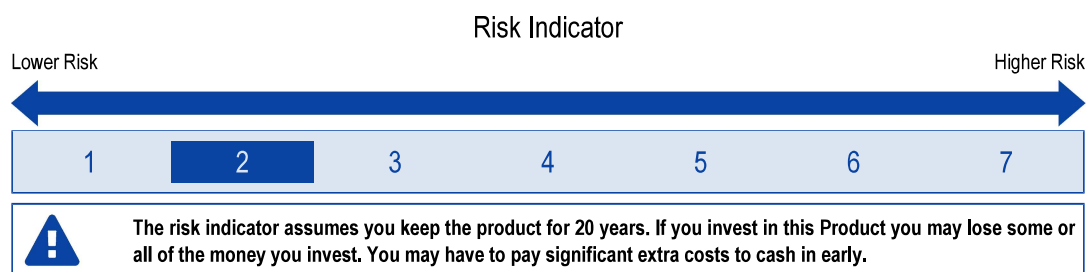 Risk Indicator
Lower Risk Higher Risk
1 2 3 4 5 6 7
The risk indicator assumes you keep the product for 20 years. If you invest in this Product you may lose some or
all of the money you invest. You may have to pay significant extra costs to cash in early.